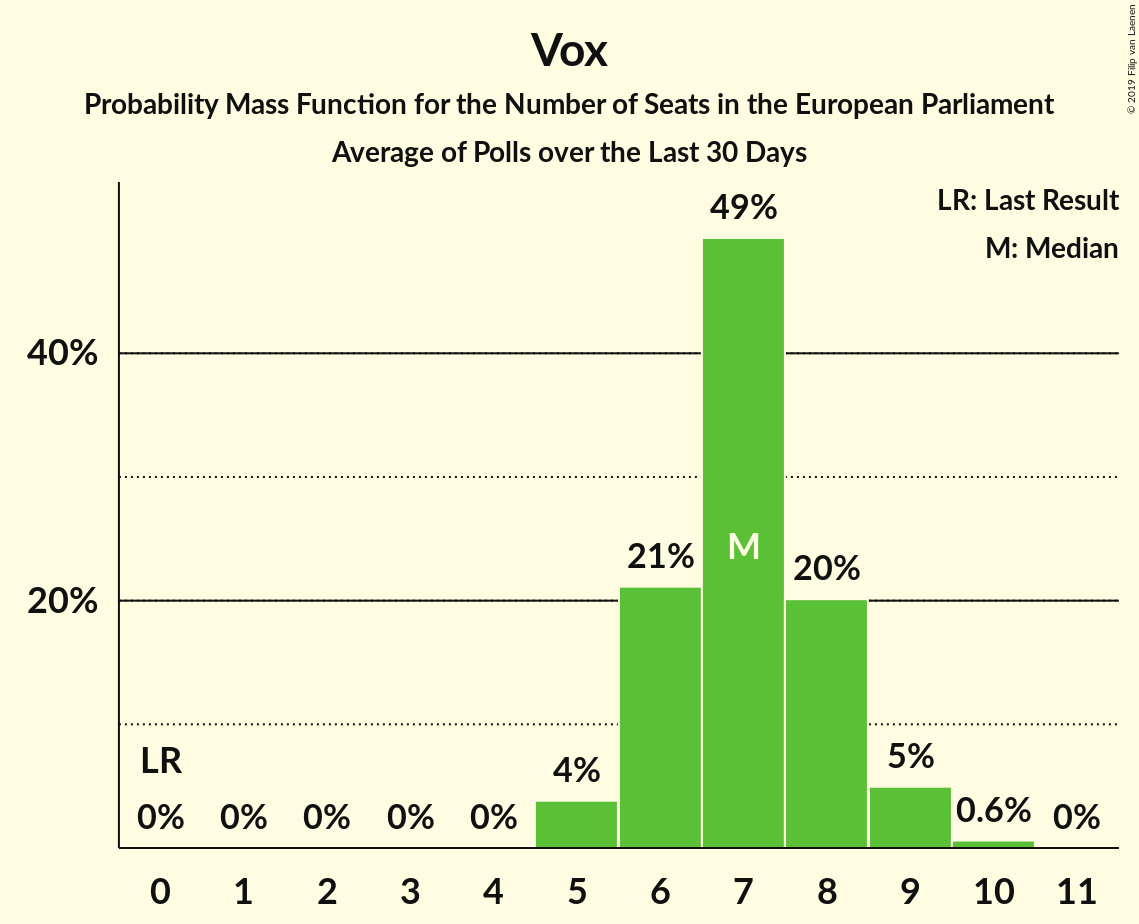 Vox
Probability Mass Function for the Number of Seats in the European Parliament
Average of Polls over the Last 30 Days
© 2019 Filip van Laenen
LR: Last Result
M: Median
49%
40%
M
21%
20%
20%
LR
4%
5%
0% 0% 0% 0% 0% 0.6% 0%
0 1 2 3 4 5 6 7 8 9 10 11